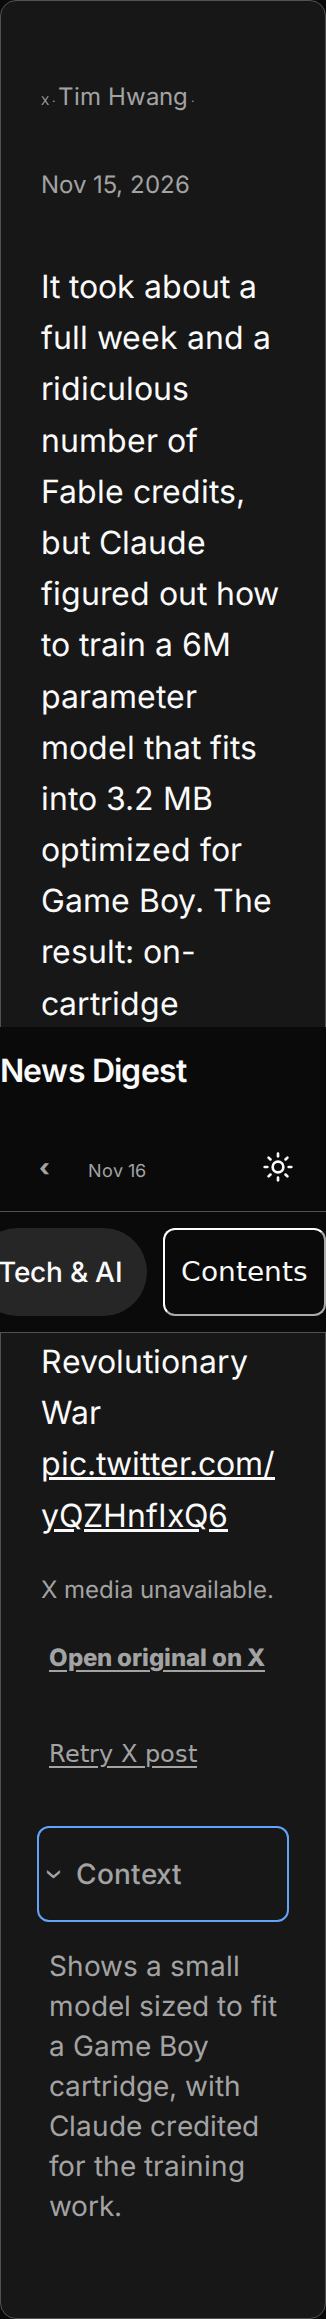 X · Tim Hwang ·
Nov 15, 2026
It took about a
full week and a
ridiculous
number of
Fable credits,
but Claude
figured out how
to train a 6M
parameter
model that fits
into 3.2 MB
optimized for
Game Boy. The
result: on-
cartridge
News Digest
‹ Nov 16
Tech & AI Contents
Revolutionary
War
pic.twitter.com/
yQZHnfIxQ6
X media unavailable.
Open original on X
Retry X post
Context
Shows a small
model sized to fit
a Game Boy
cartridge, with
Claude credited
for the training
work.